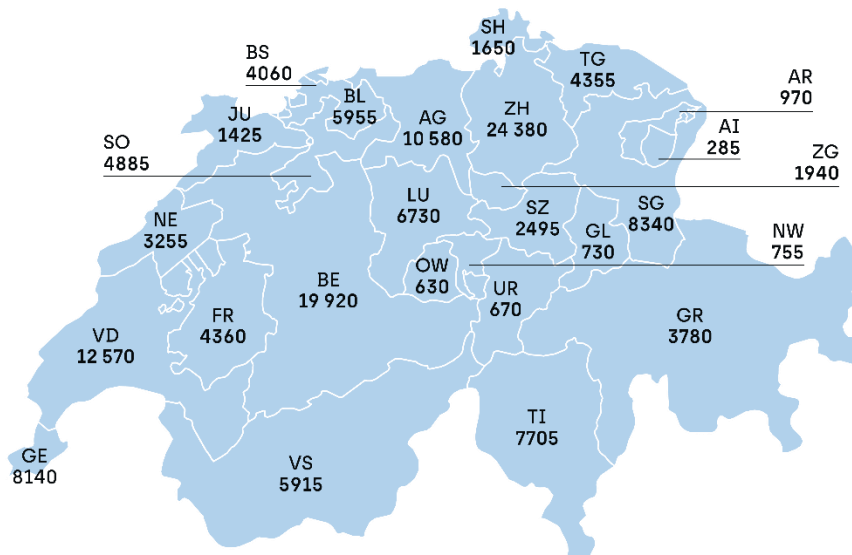 SH
1650
BS
4060
TG
4355
AR
970
BL
5955
AG
10 580
ZH
24 380
JU
1425
AI
285
SO
4885
ZG
1940
LU
6730
SZ
2495
GL
730
SG
8340
NE
3255
NW
755
BE
19 920
OW
630
UR
670
FR
4360
GR
3780
VD
12 570
TI
7705
GE
8140
VS
5915